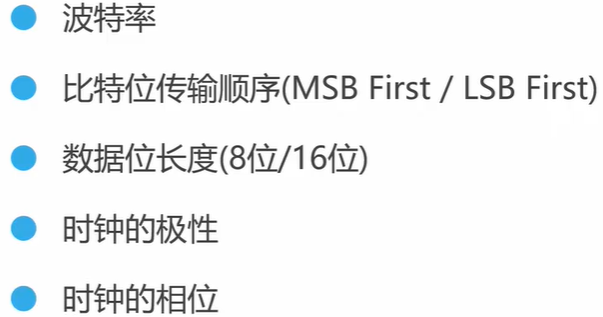 波特率
比特位传输顺序(MSB First / LSB First)
数据位长度(8位/16位)
时钟的极性
时钟的相位